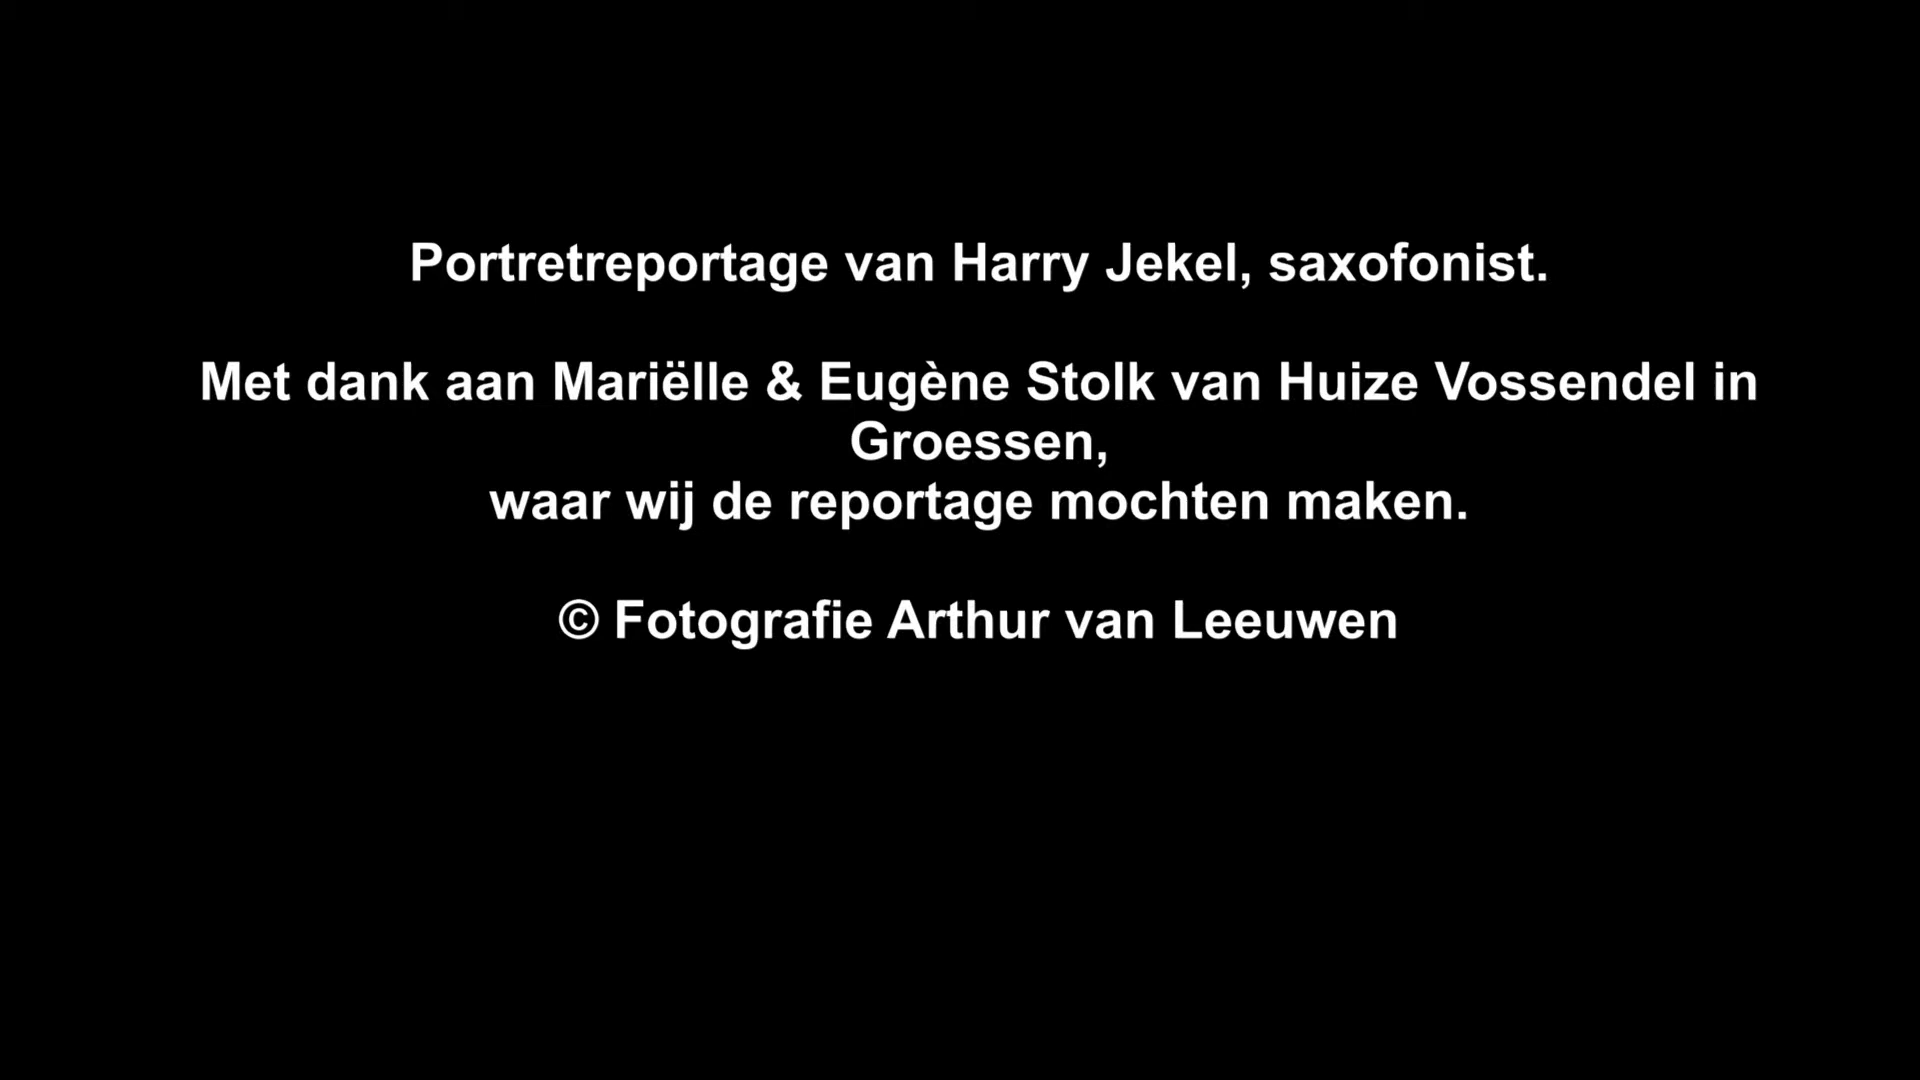 Portretreportage van Harry Jekel, saxofonist.
Met dank aan Mariëlle & Eugène Stolk van Huize Vossendel in
Groessen,
waar wij de reportage mochten maken.
© Fotografie Arthur van Leeuwen